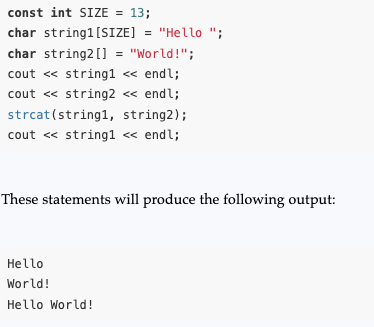 const int SIZE = 13;
char string1[SIZE] = "Hello ";
char string2[] = "World!";
cout << string1 << endl;
cout << string2 << endl;
strcat(string1, string2);
cout << string1 << endl;
These statements will produce the following output:
Hello
World!
Hello World!